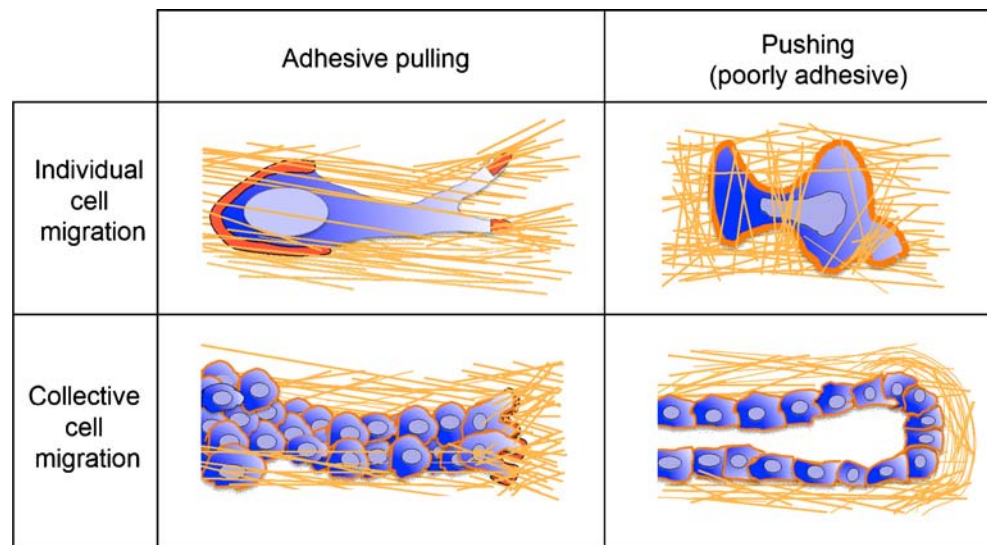 Adhesive pulling
Pushing
(poorly adhesive)
Individual
cell
migration
Collective
cell
migration